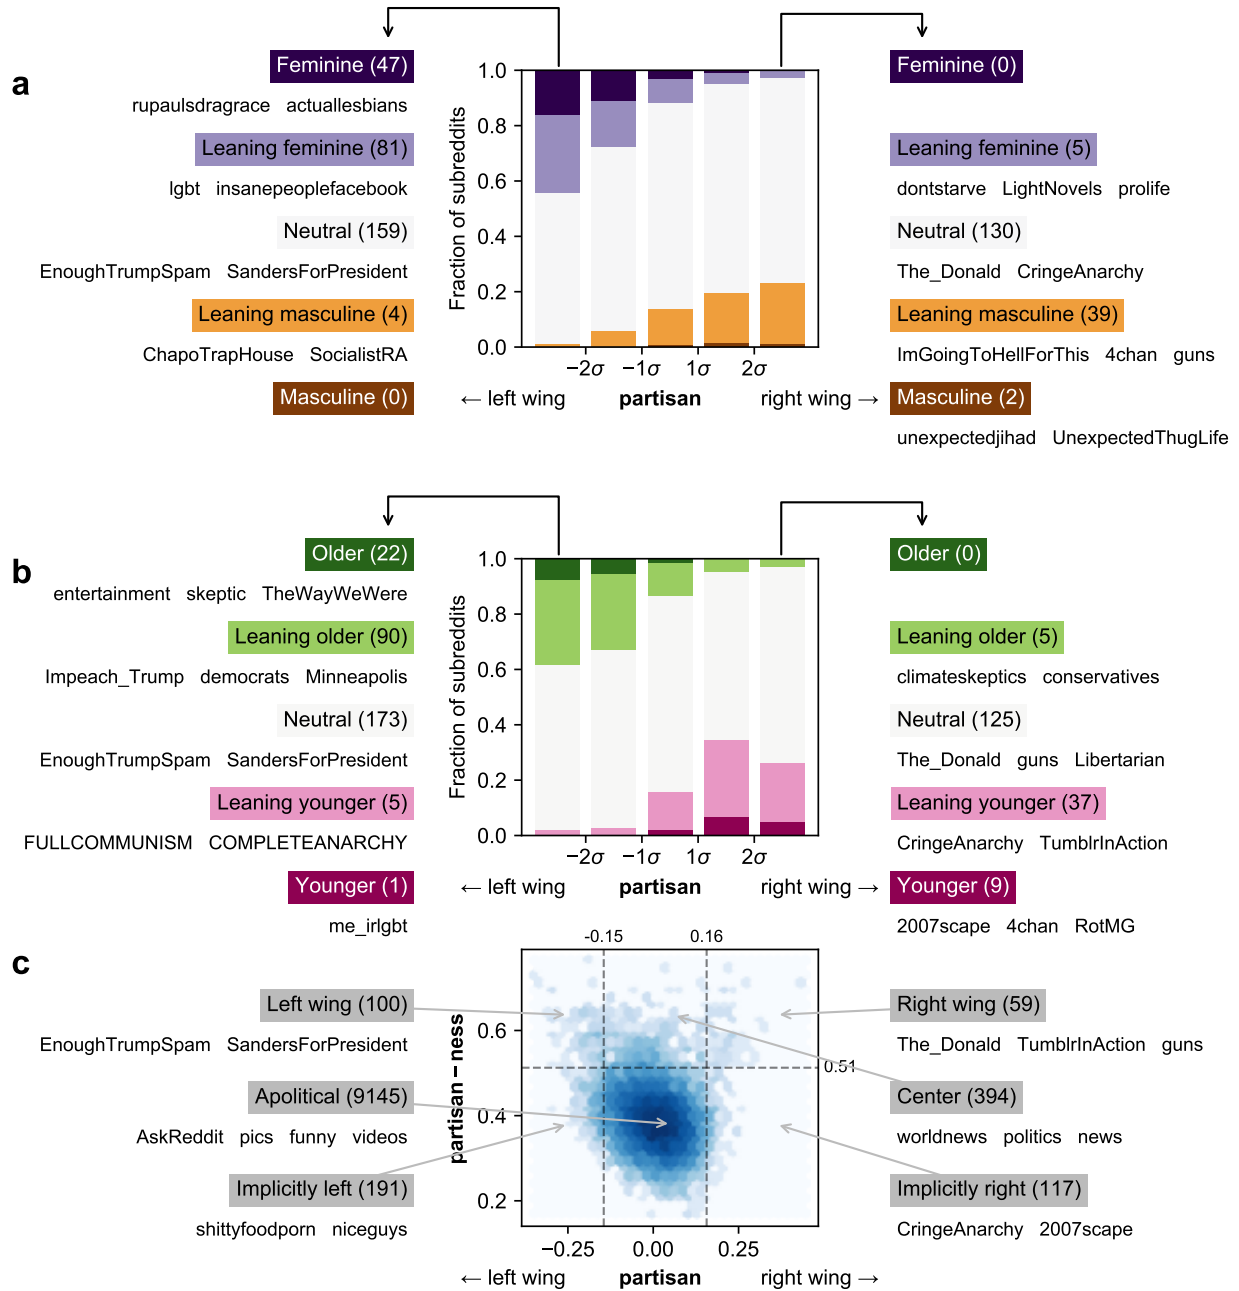 a
Feminine (47)
rupaulsdragrace actuallesbians
Leaning feminine (81)
lgbt insanepeoplefacebook
Neutral (159)
EnoughTrumpSpam SandersForPresident
Leaning masculine (4)
ChapoTrapHouse SocialistRA
Masculine (0)
Fraction of subreddits
1.0
0.8
0.6
0.4
0.2
0.0
−2σ −1σ 1σ 2σ
← left wing partisan right wing →
Feminine (0)
Leaning feminine (5)
dontstarve LightNovels prolife
Neutral (130)
The_Donald CringeAnarchy
Leaning masculine (39)
ImGoingToHellForThis 4chan guns
Masculine (2)
unexpectedjihad UnexpectedThugLife
b
Older (22)
entertainment skeptic TheWayWeWere
Leaning older (90)
Impeach_Trump democrats Minneapolis
Neutral (173)
EnoughTrumpSpam SandersForPresident
Leaning younger (5)
FULLCOMMUNISM COMPLETEANARCHY
Younger (1)
me_irlgbt
Fraction of subreddits
1.0
0.8
0.6
0.4
0.2
0.0
−2σ −1σ 1σ 2σ
← left wing partisan right wing →
Older (0)
Leaning older (5)
climateskeptics conservatives
Neutral (125)
The_Donald guns Libertarian
Leaning younger (37)
CringeAnarchy TumblrInAction
Younger (9)
2007scape 4chan RotMG
c
Left wing (100)
EnoughTrumpSpam SandersForPresident
Apolitical (9145)
AskReddit pics funny videos
Implicitly left (191)
shittyfoodporn niceguys
partisan−ness
-0.15 0.16
0.6
0.51
0.4
0.2
−0.25 0.00 0.25
← left wing partisan right wing →
Right wing (59)
The_Donald TumblrInAction guns
Center (394)
worldnews politics news
Implicitly right (117)
CringeAnarchy 2007scape